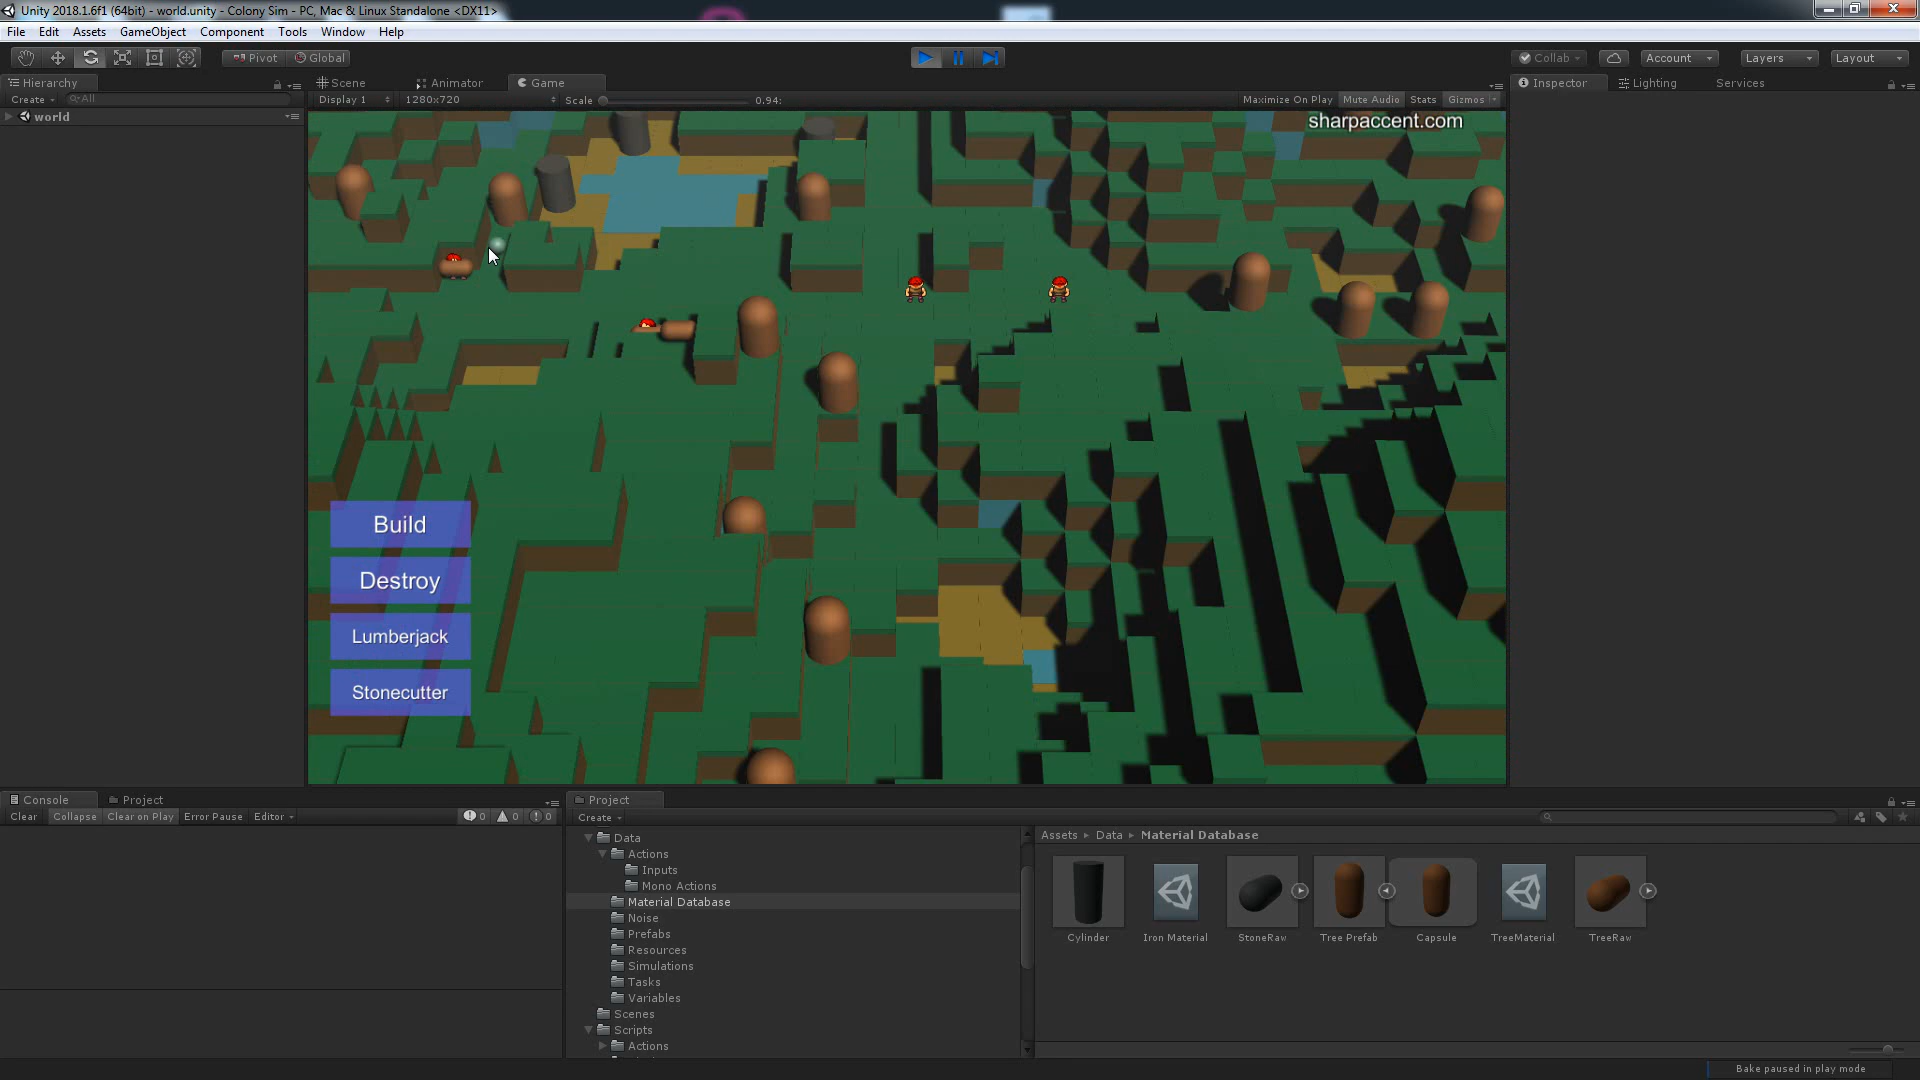 Unity 2018.1.6f1 (64bit) - world.unity - Colony Sim - PC, Mac & Linux Standalone <DX11>
File Edit Assets GameObject Component Tools Window Help
Pivot Global Collab Account Layers Layout
Hierarchy Scene Animator Game Inspector Lighting Services
Create All Display 1 1280x720 Scale 0.94x Maximize On Play Mute Audio Stats Gizmos
world
sharpaccent.com
Build
Destroy
Lumberjack
Stonecutter
Console Project Project
Clear Collapse Clear on Play Error Pause Editor 0 0 0 Create
Data
Assets Data Material Database
Actions
Inputs
Mono Actions
Material Database
Noise
Prefabs
Cylinder Iron Material StoneRaw Tree Prefab Capsule TreeMaterial TreeRaw
Resources
Simulations
Tasks
Variables
Scenes
Scripts
Actions
Bake paused in play mode